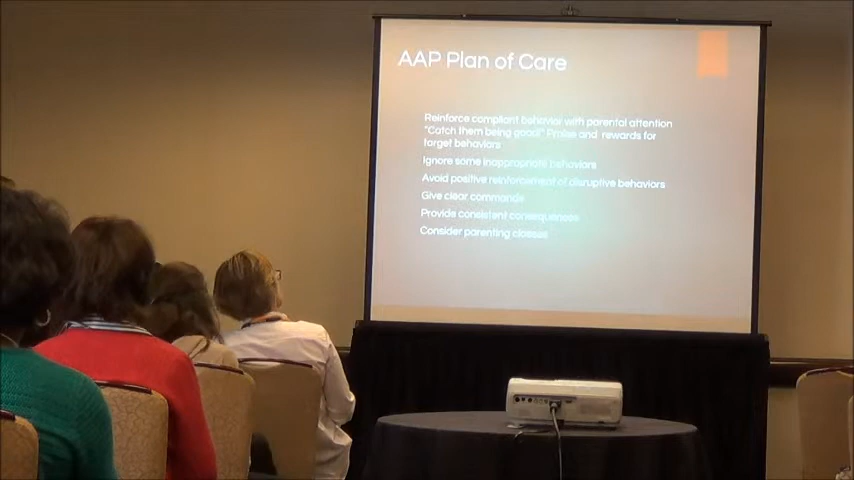 AAP Plan of Care
Reinforce compliant behavior with parental attention
"Catch them being good!" Praise and rewards for
target behaviors
Ignore some inappropriate behaviors
Avoid positive reinforcement of disruptive behaviors
Give clear commands
Provide consistent consequences
Consider parenting classes